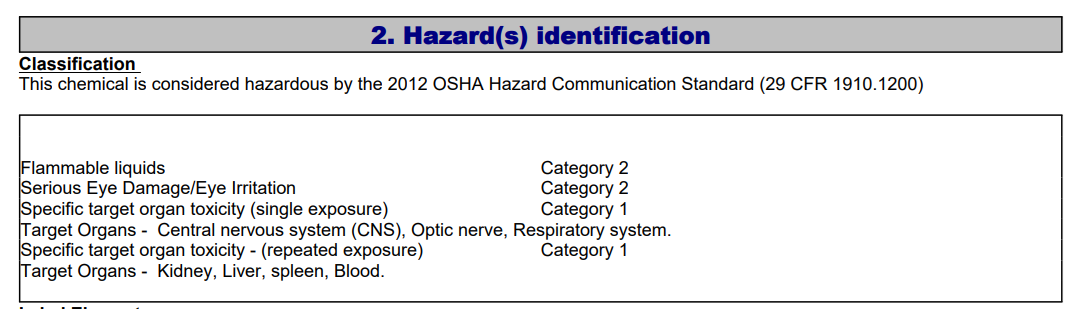 2. Hazard(s) identification
Classification
This chemical is considered hazardous by the 2012 OSHA Hazard Communication Standard (29 CFR 1910.1200)
Flammable liquids Category 2
Serious Eye Damage/Eye Irritation Category 2
Specific target organ toxicity (single exposure) Category 1
Target Organs - Central nervous system (CNS), Optic nerve, Respiratory system.
Specific target organ toxicity - (repeated exposure) Category 1
Target Organs - Kidney, Liver, spleen, Blood.